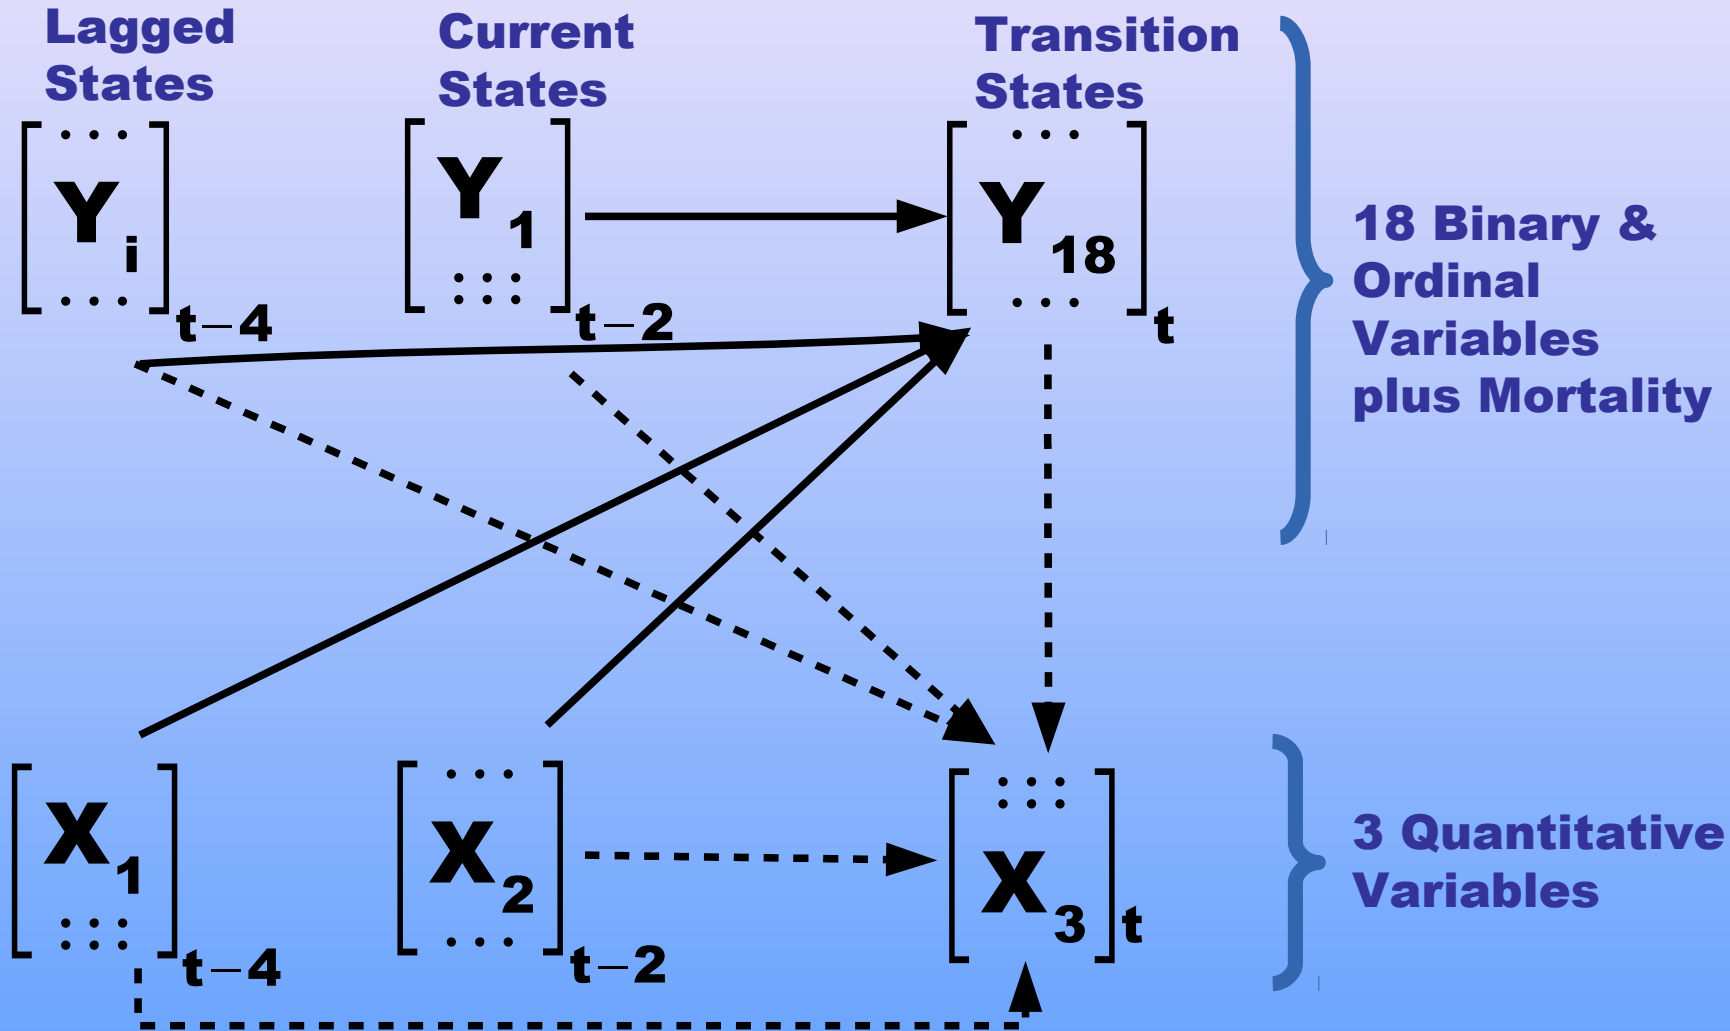 Lagged
States
Current
States
Transition
States
. . .
Y i
. . .
t−4
Y 1
: : :
t−2
. . .
Y 18
. . .
t
18 Binary &
Ordinal
Variables
plus Mortality
X 1
: : :
t−4
. . .
X 2
. . .
t−2
: : :
X 3
t
3 Quantitative
Variables